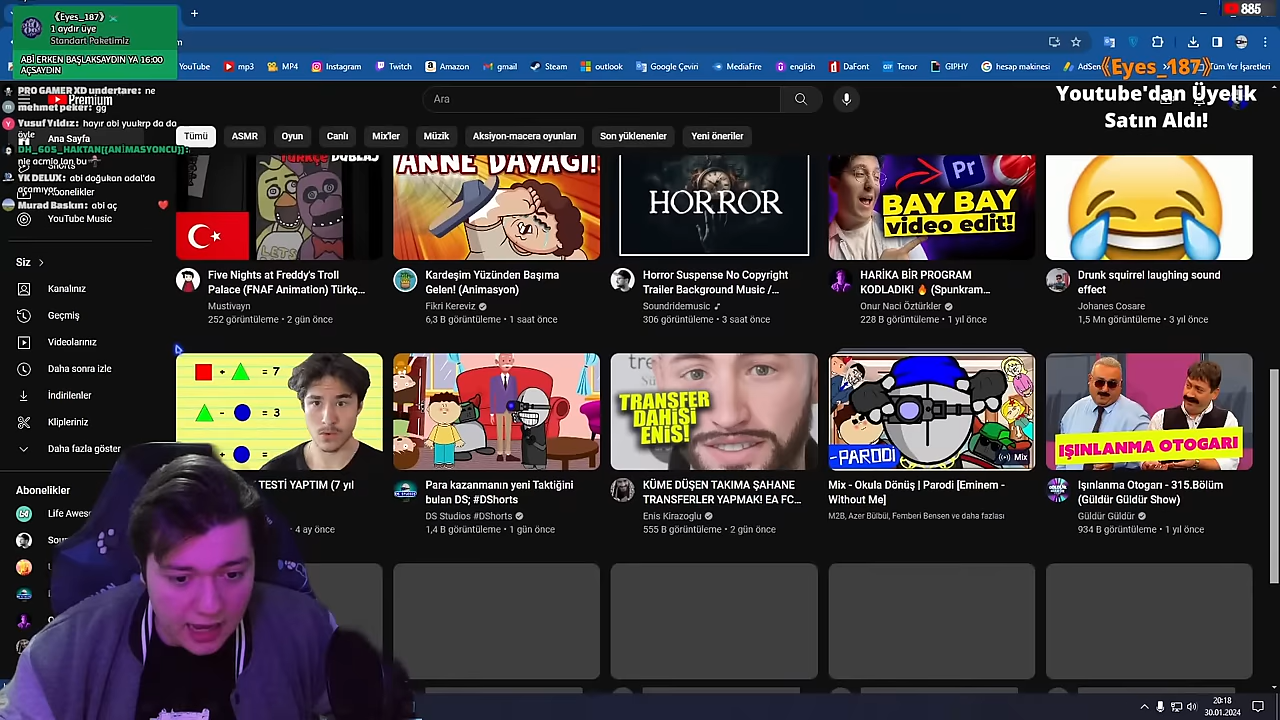 《Eyes_187》
1 aydır üye
Standart Paketimiz
ABİ ERKEN BAŞLAKSAYDIN YA 16:00
AÇSAYDIN
885
YouTube
mp3
MP4
Instagram
Twitch
Amazon
gmail
Steam
outlook
Google Çeviri
MediaFire
english
DaFont
Tenor
GIPHY
hesap makinesi
《Eyes_187》
Youtube'dan Üyelik
Satın Aldı!
PRO GAMER XD undertare: ne
Premium
mehmet peker: gg
Yusuf Yıldız: hayır abi yuukrp da da
öyle
Ana Sayfa
YK DELUX: abi doğukan adal'da
açamıyor
Murad Baskın: abi aç
YouTube Music
Siz
Kanalınız
Geçmiş
Videolarınız
Daha sonra izle
İndirilenler
Klipleriniz
Daha fazla göster
Abonelikler
Ara
Tümü
ASMR
Oyun
Canlı
Mix'ler
Müzik
Aksiyon-macera oyunları
Son yüklenenler
Yeni öneriler
TÜRKÇE DUBLAJ
ANNE DAYAĞI!
HORROR
Pr
BAY BAY
video edit!
Five Nights at Freddy's Troll
Palace (FNAF Animation) Türkç...
Mustivayn
252 görüntüleme • 2 gün önce
Kardeşim Yüzünden Başıma
Gelen! (Animasyon)
Fikri Kereviz
6,3 B görüntüleme • 1 saat önce
Horror Suspense No Copyright
Trailer Background Music /...
Soundridemusic
306 görüntüleme • 3 saat önce
HARİKA BİR PROGRAM
KODLADIK! 🔥 (Spunkram...
Onur Naci Öztürkler
228 B görüntüleme • 1 yıl önce
Drunk squirrel laughing sound
effect
Johanes Cosare
1,5 Mn görüntüleme • 3 yıl önce
+ = 7
- = 3
+ =
TRANSFER
DAHİSİ
ENİS!
-PARODİ
Mix
IŞINLANMA OTOGARI
TESTİ YAPTIM (7 yıl
4 ay önce
Para kazanmanın yeni Taktiğini
bulan DS; #DShorts
DS Studios #DShorts
1,4 B görüntüleme • 1 gün önce
KÜME DÜŞEN TAKIMA ŞAHANE
TRANSFERLER YAPMAK! EA FC...
Enis Kirazoglu
555 B görüntüleme • 2 gün önce
Mix - Okula Dönüş | Parodi [Eminem -
Without Me]
M2B, Azer Bülbül, Femberi Bensen ve daha fazlası
Işınlanma Otogarı - 315.Bölüm
(Güldür Güldür Show)
Güldür Güldür
934 B görüntüleme • 1 yıl önce
20:18
30.01.2024